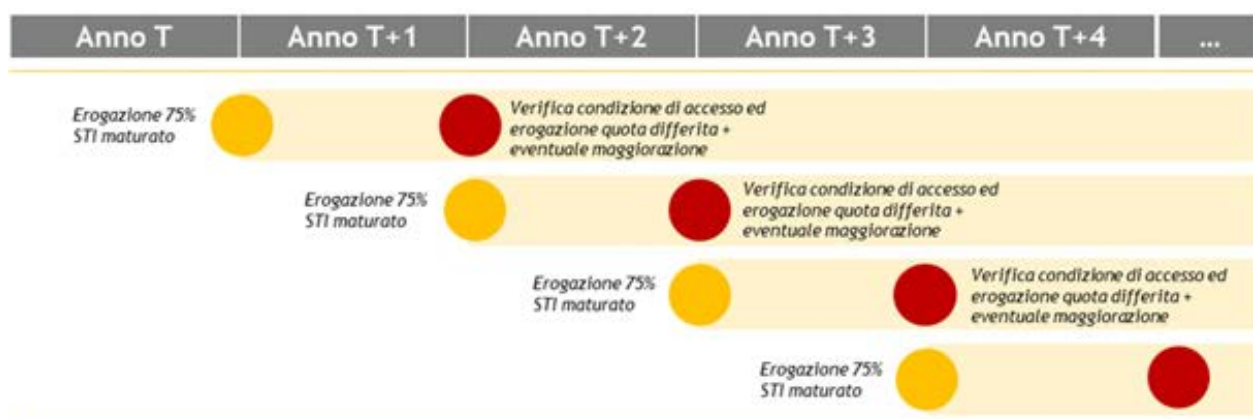 Anno T
Anno T+1
Anno T+2
Anno T+3
Anno T+4
...
Erogazione 75%
STI maturato
Verifica condizione di accesso ed
erogazione quota differita +
eventuale maggiorazione
Erogazione 75%
STI maturato
Verifica condizione di accesso ed
erogazione quota differita +
eventuale maggiorazione
Erogazione 75%
STI maturato
Verifica condizione di accesso ed
erogazione quota differita +
eventuale maggiorazione
Erogazione 75%
STI maturato